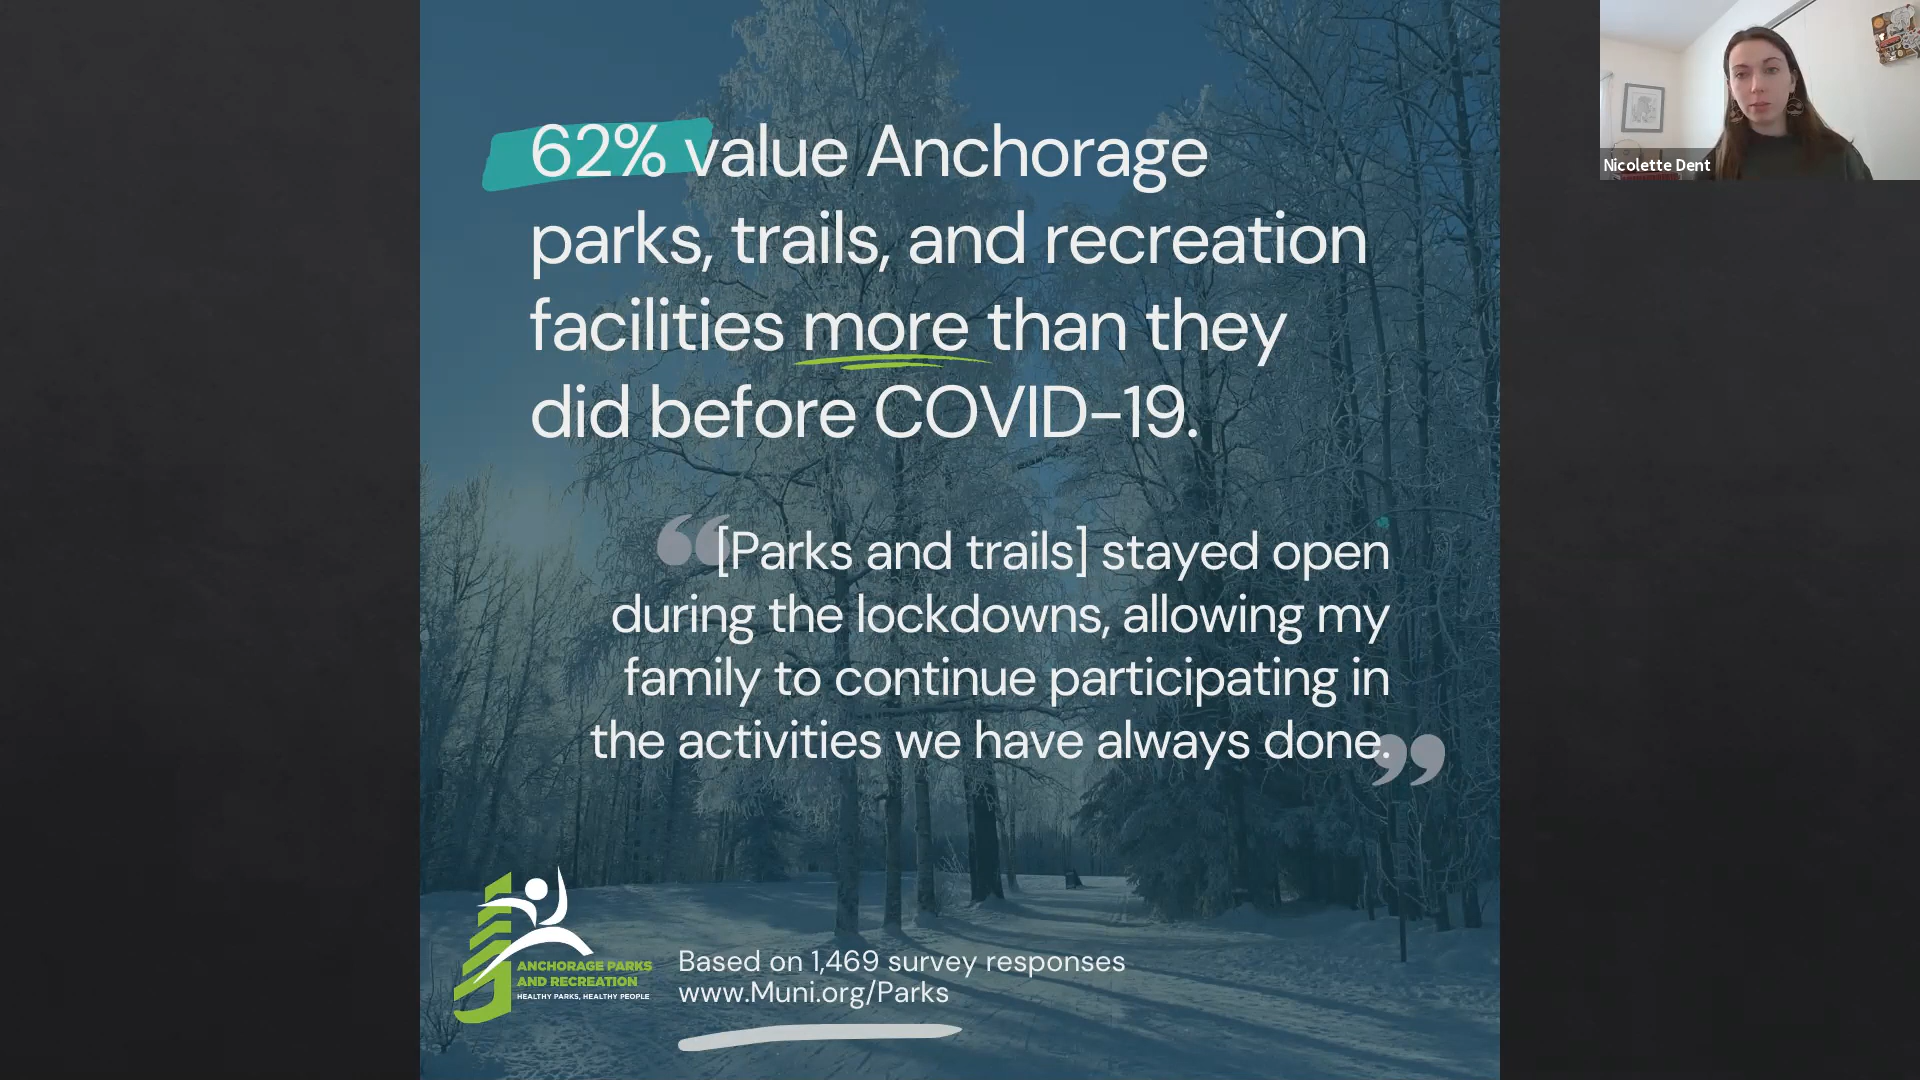 62% value Anchorage
parks, trails, and recreation
facilities more than they
did before COVID-19.
“[Parks and trails] stayed open
during the lockdowns, allowing my
family to continue participating in
the activities we have always done.”
ANCHORAGE PARKS
AND RECREATION
HEALTHY PARKS, HEALTHY PEOPLE
Based on 1,469 survey responses
www.Muni.org/Parks
Nicolette Dent